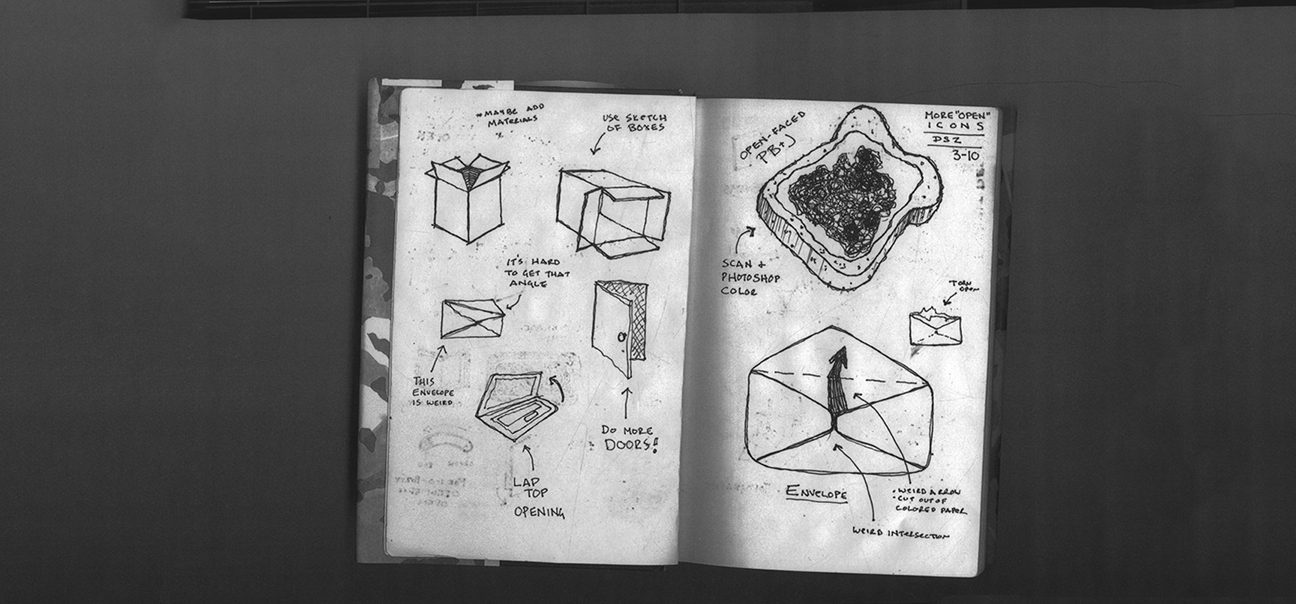 * MAYBE ADD
MATERIALS
USE SKETCH
OF BOXES
IT'S HARD
TO GET THAT
ANGLE
THIS
ENVELOPE
IS WEIRD
DO MORE
DOORS!
LAP
TOP
OPENING
MORE "OPEN"
ICONS
DSZ
3-10
OPEN-FACED
PB+J
SCAN +
PHOTOSHOP
COLOR
TORN
OPEN
ENVELOPE
• WEIRD ARROW
• CUT OUT OF
COLORED PAPER
WEIRD INTERSECTION